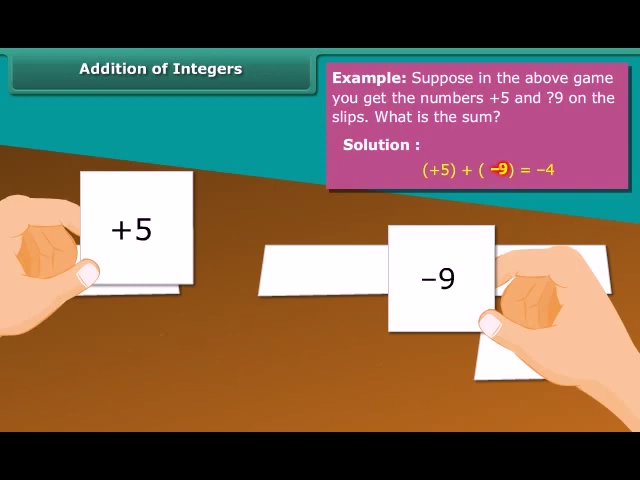 Addition of Integers
Example: Suppose in the above game
you get the numbers +5 and ?9 on the
slips. What is the sum?
Solution :
(+5) + ( –9) = –4
+5
–9